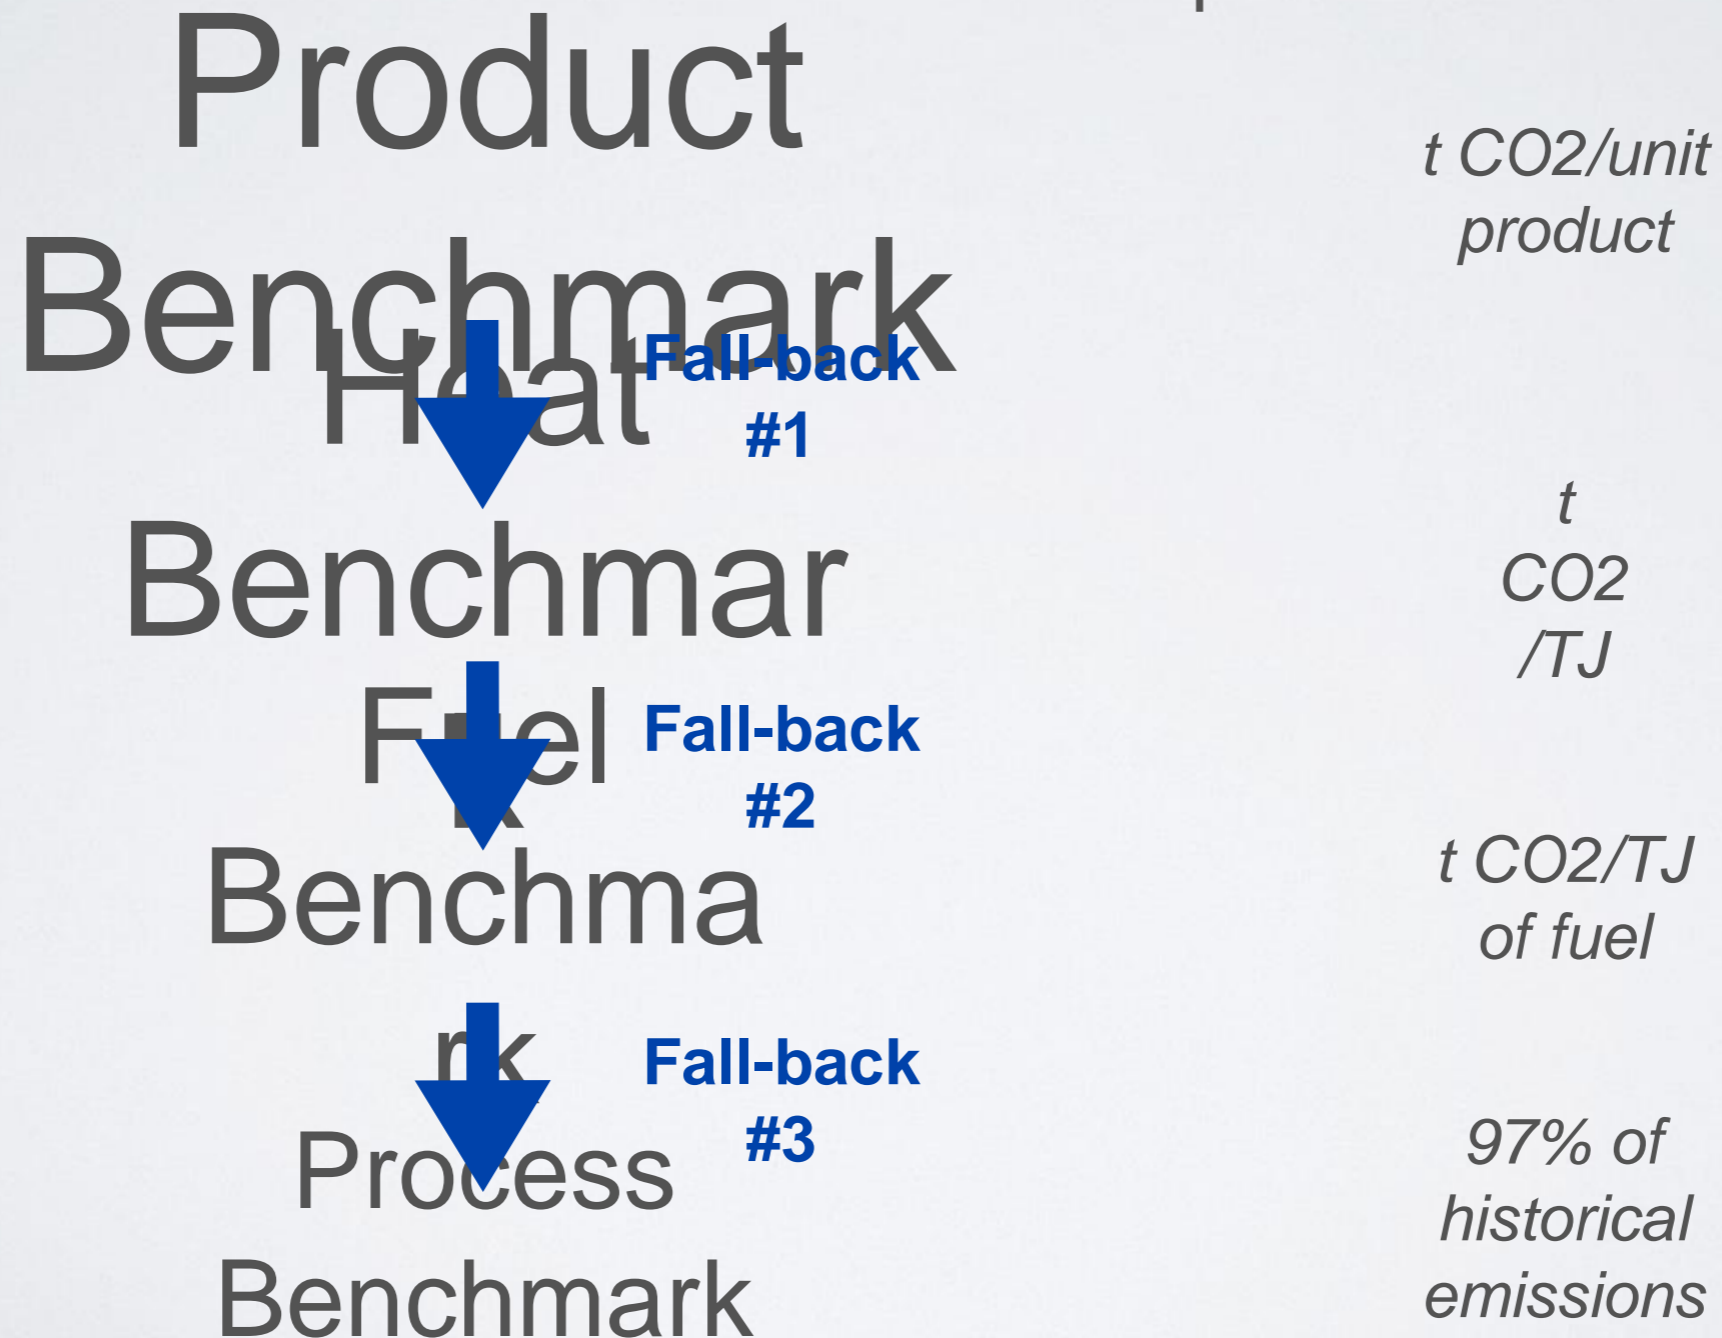 Product
Benchmark
t CO2/unit
product
Heat
Benchmar
k
Fall-back
#1
t
CO2
/TJ
Fuel
Benchma
rk
Fall-back
#2
t CO2/TJ
of fuel
Process
Benchmark
Fall-back
#3
97% of
historical
emissions